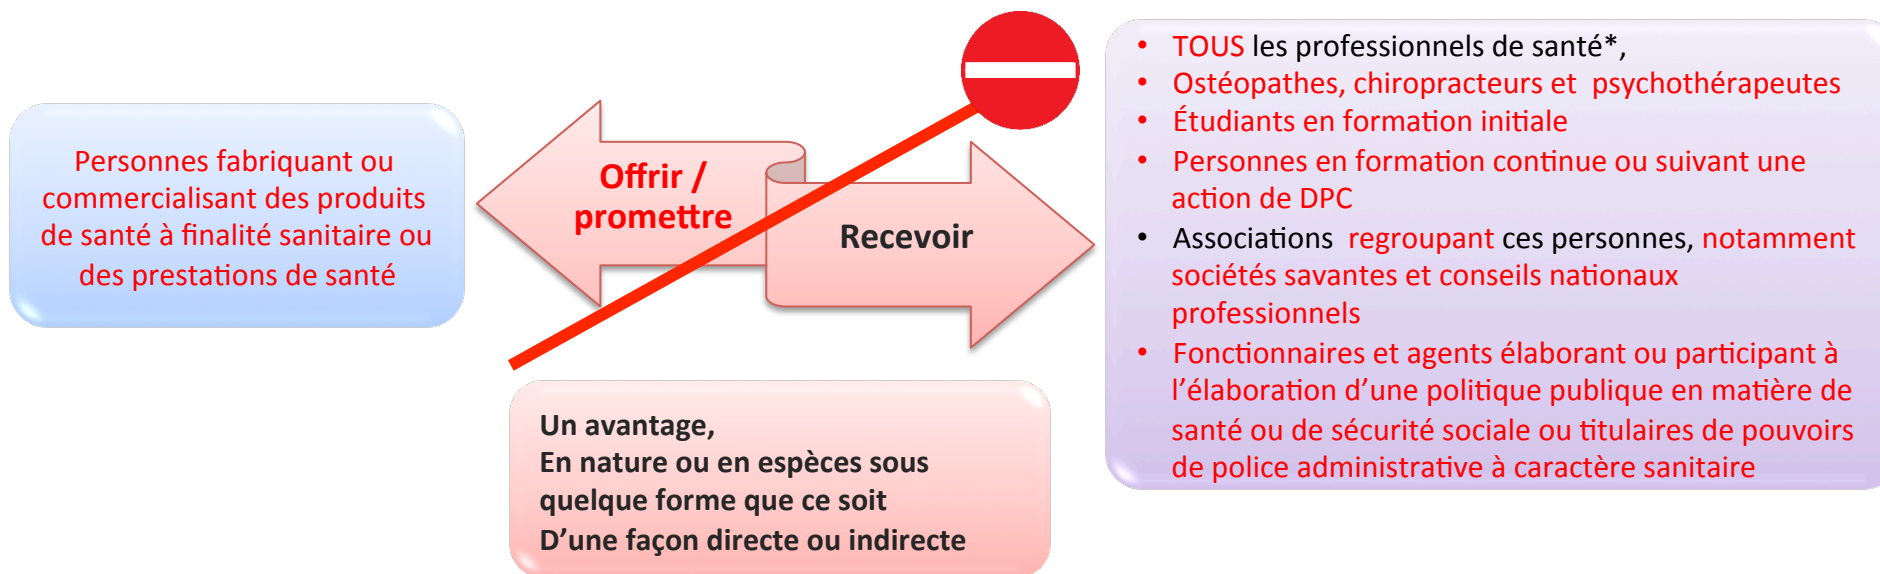 Personnes fabriquant ou
commercialisant des produits
de santé à finalité sanitaire ou
des prestations de santé
Offrir /
promettre
Recevoir
Un avantage,
En nature ou en espèces sous
quelque forme que ce soit
D’une façon directe ou indirecte
• TOUS les professionnels de santé*,
• Ostéopathes, chiropracteurs et psychothérapeutes
• Étudiants en formation initiale
• Personnes en formation continue ou suivant une
action de DPC
• Associations regroupant ces personnes, notamment
sociétés savantes et conseils nationaux
professionnels
• Fonctionnaires et agents élaborant ou participant à
l’élaboration d’une politique publique en matière de
santé ou de sécurité sociale ou titulaires de pouvoirs
de police administrative à caractère sanitaire